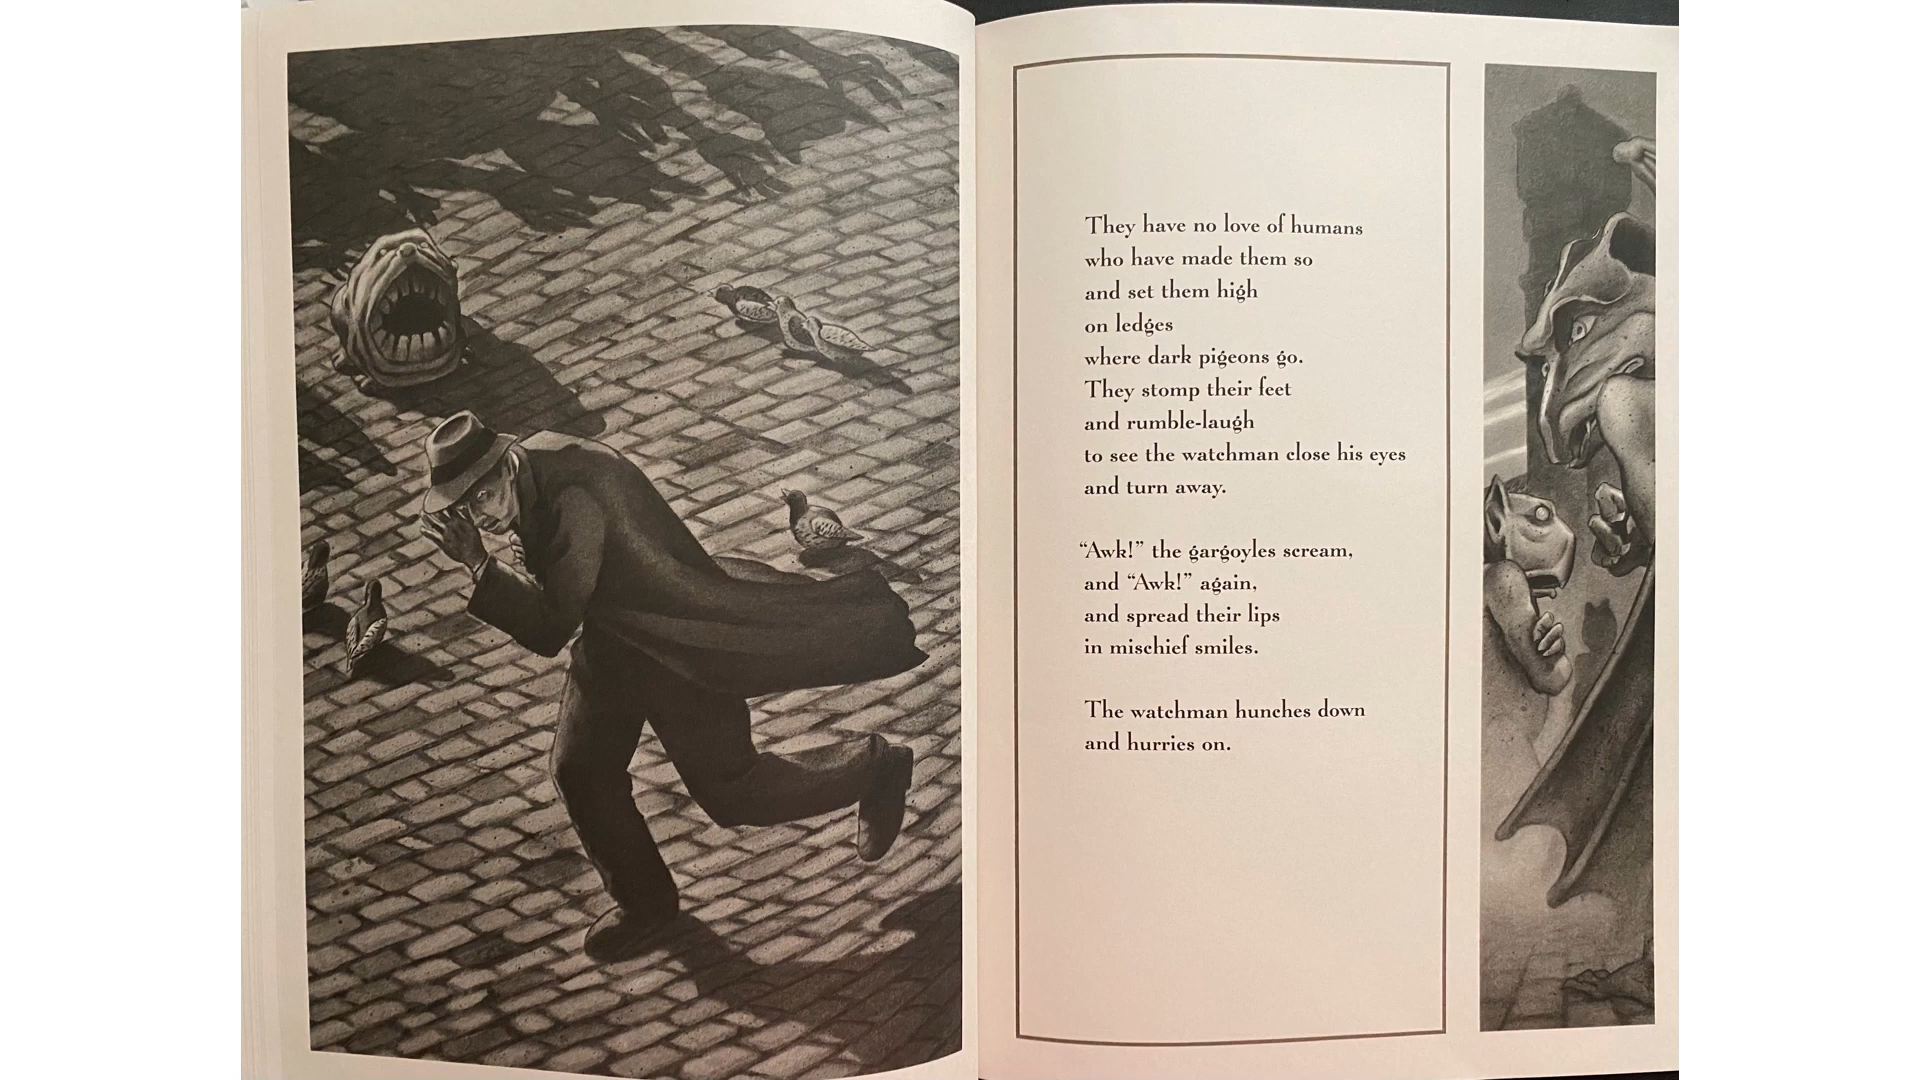 They have no love of humans
who have made them so
and set them high
on ledges
where dark pigeons go.
They stomp their feet
and rumble-laugh
to see the watchman close his eyes
and turn away.
“Awk!” the gargoyles scream,
and “Awk!” again,
and spread their lips
in mischief smiles.
The watchman hunches down
and hurries on.